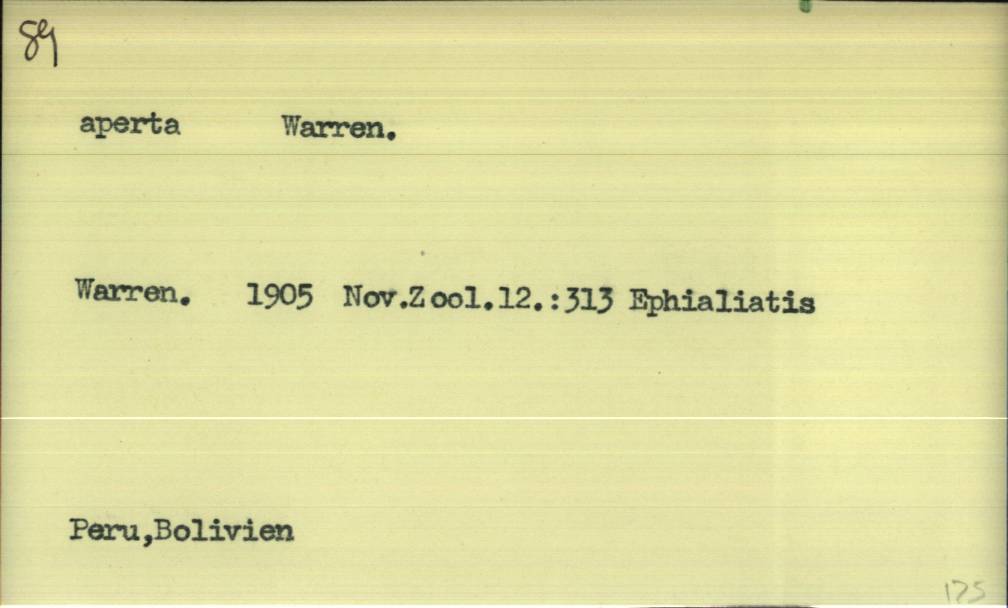 89
aperta Warren.
Warren. 1905 Nov.Zool.12.:313 Ephialiatis
Peru,Bolivien
175